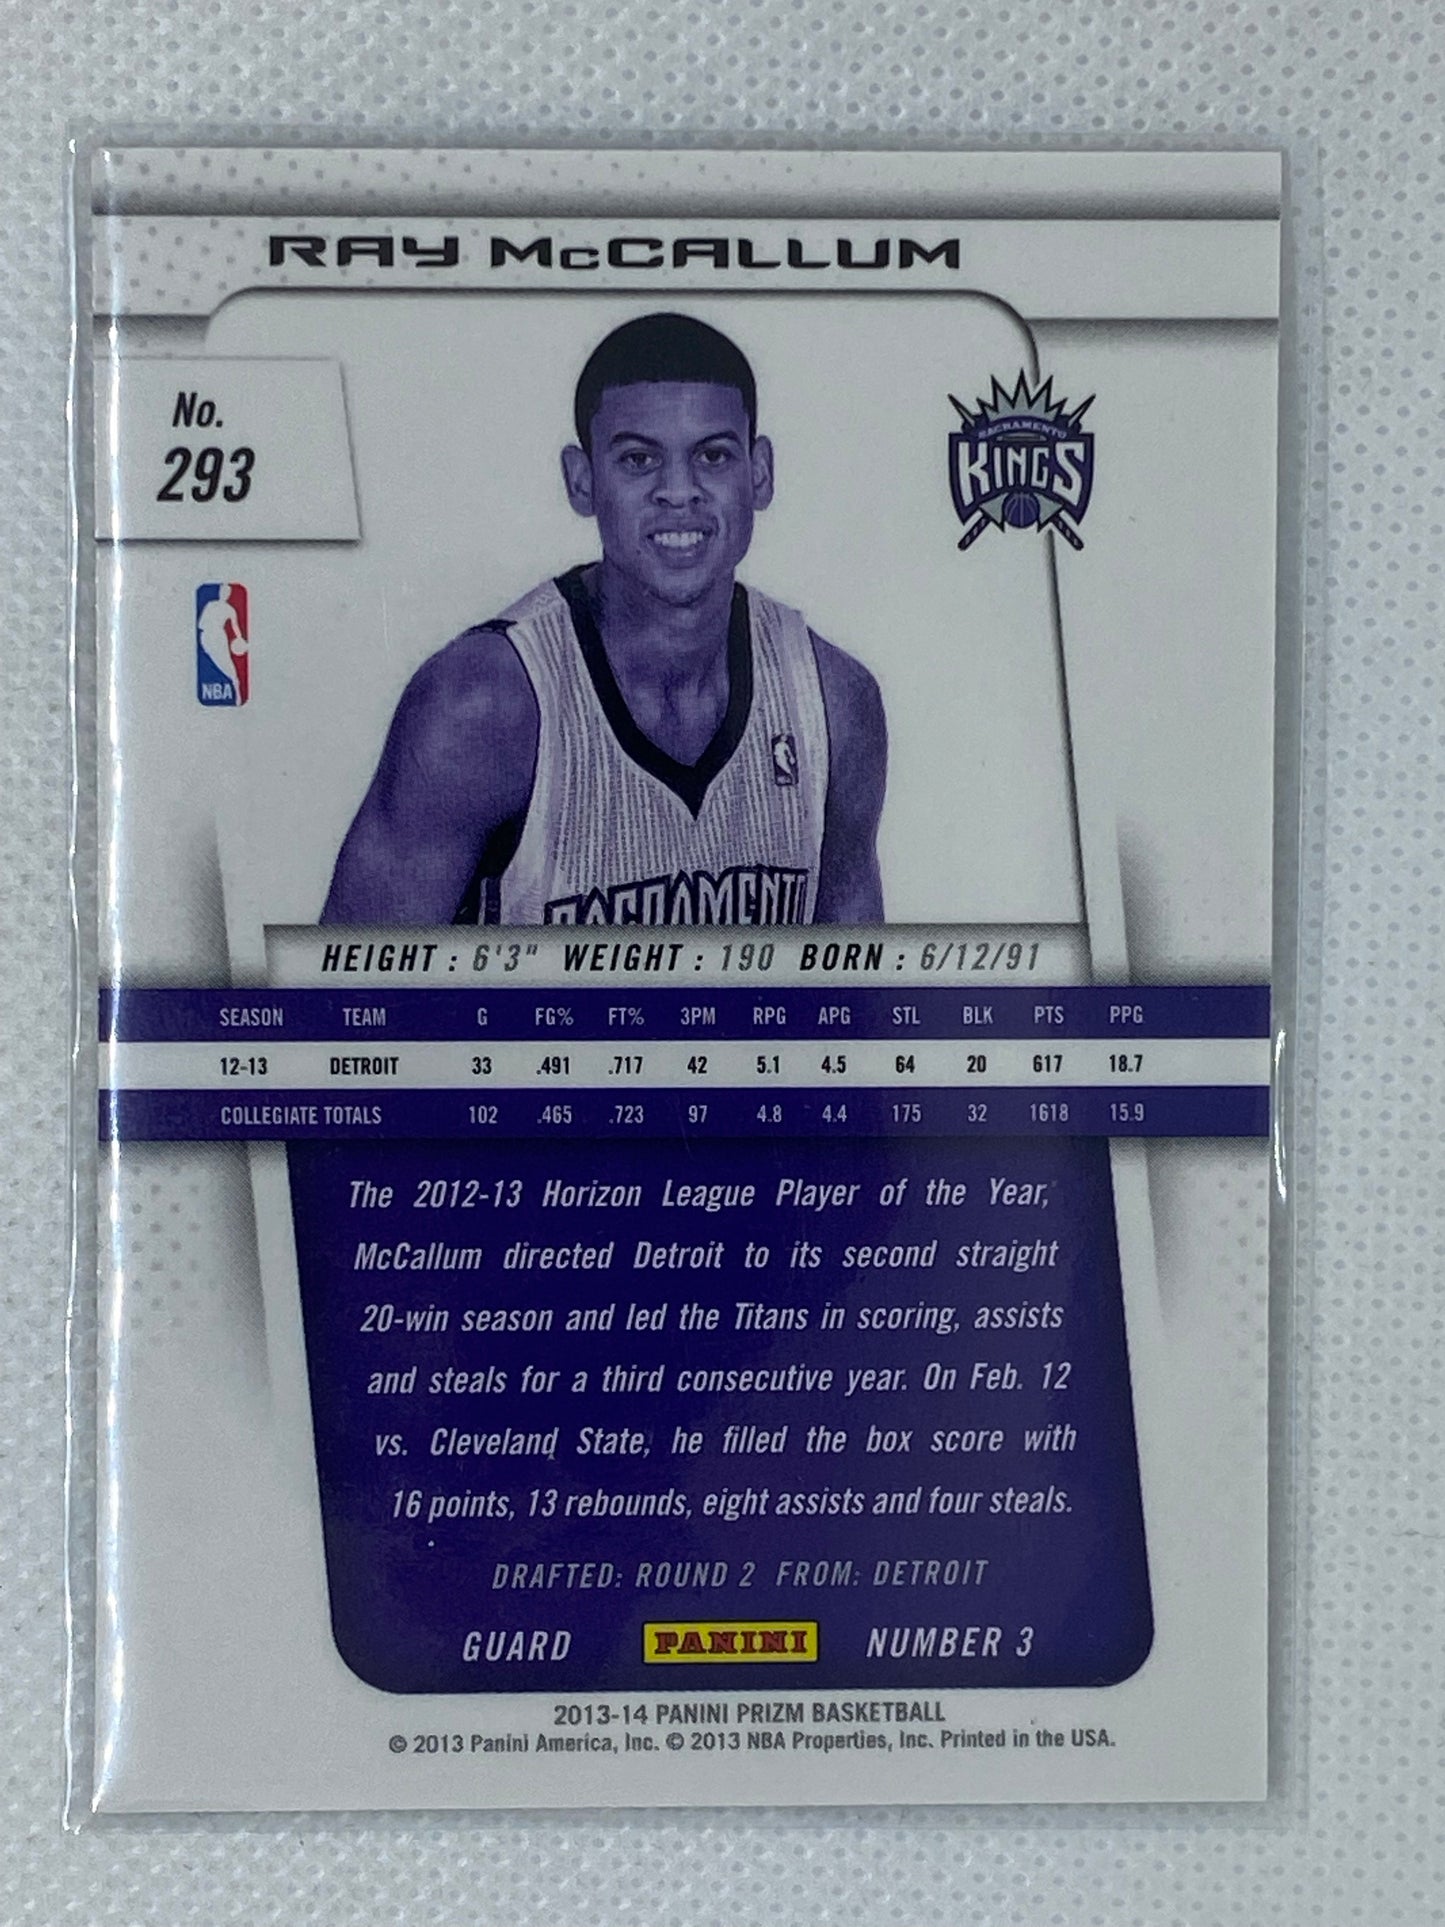 RAY McCALLUM
No.
293
SACRAMENTO
KINGS
NBA
SACRAMENTO
HEIGHT : 6'3" WEIGHT : 190 BORN : 6/12/91
SEASON TEAM G FG% FT% 3PM RPG APG STL BLK PTS PPG
12-13 DETROIT 33 .491 .717 42 5.1 4.5 64 20 617 18.7
COLLEGIATE TOTALS 102 .465 .723 97 4.8 4.4 175 32 1618 15.9
The 2012-13 Horizon League Player of the Year,
McCallum directed Detroit to its second straight
20-win season and led the Titans in scoring, assists
and steals for a third consecutive year. On Feb. 12
vs. Cleveland State, he filled the box score with
16 points, 13 rebounds, eight assists and four steals.
DRAFTED: ROUND 2 FROM: DETROIT
GUARD PANINI NUMBER 3
2013-14 PANINI PRIZM BASKETBALL
© 2013 Panini America, Inc. © 2013 NBA Properties, Inc. Printed in the USA.